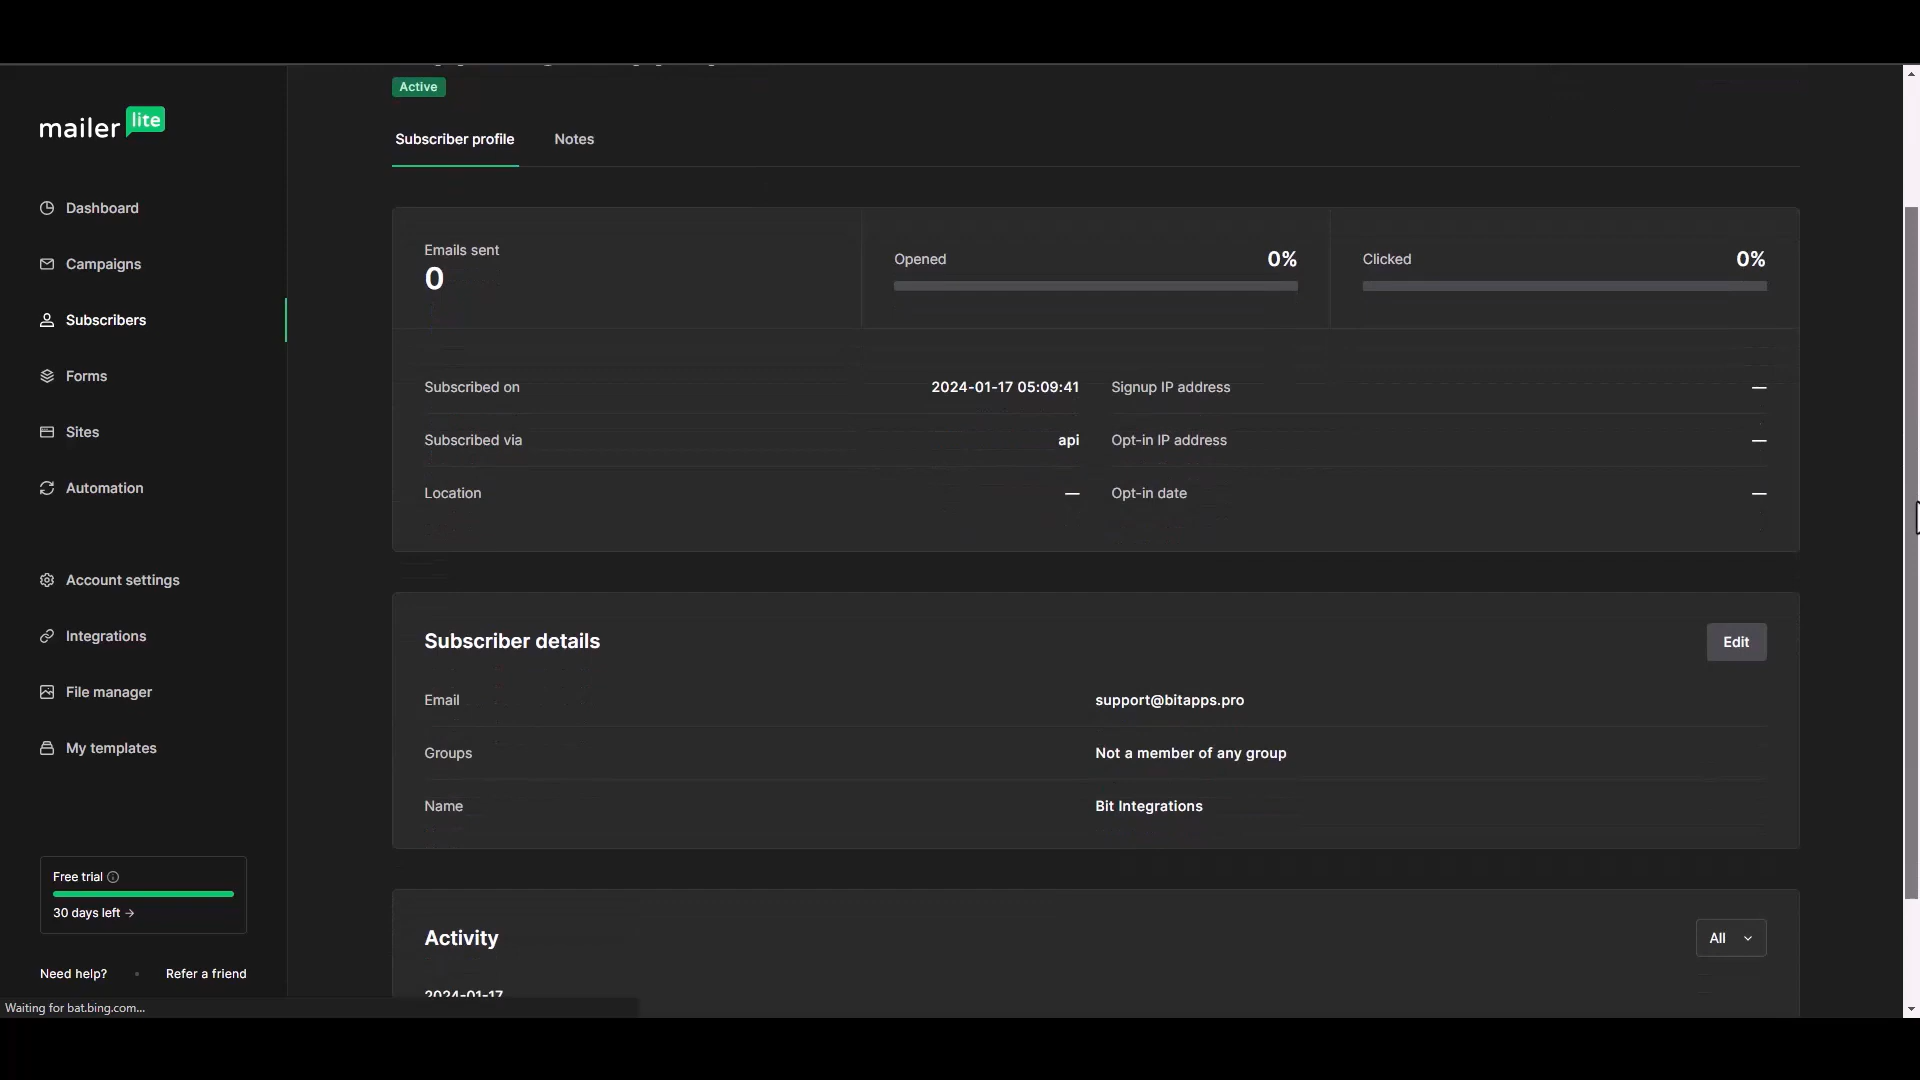 Active
mailer lite
Subscriber profile
Notes
Dashboard
Campaigns
Subscribers
Forms
Sites
Automation
Account settings
Integrations
File manager
My templates
Free trial
30 days left →
Need help? • Refer a friend
Emails sent
0
Opened 0%
Clicked 0%
Subscribed on 2024-01-17 05:09:41
Signup IP address —
Subscribed via api
Opt-in IP address —
Location —
Opt-in date —
Subscriber details
Edit
Email support@bitapps.pro
Groups Not a member of any group
Name Bit Integrations
Activity
All
2024-01-17
Waiting for bat.bing.com...